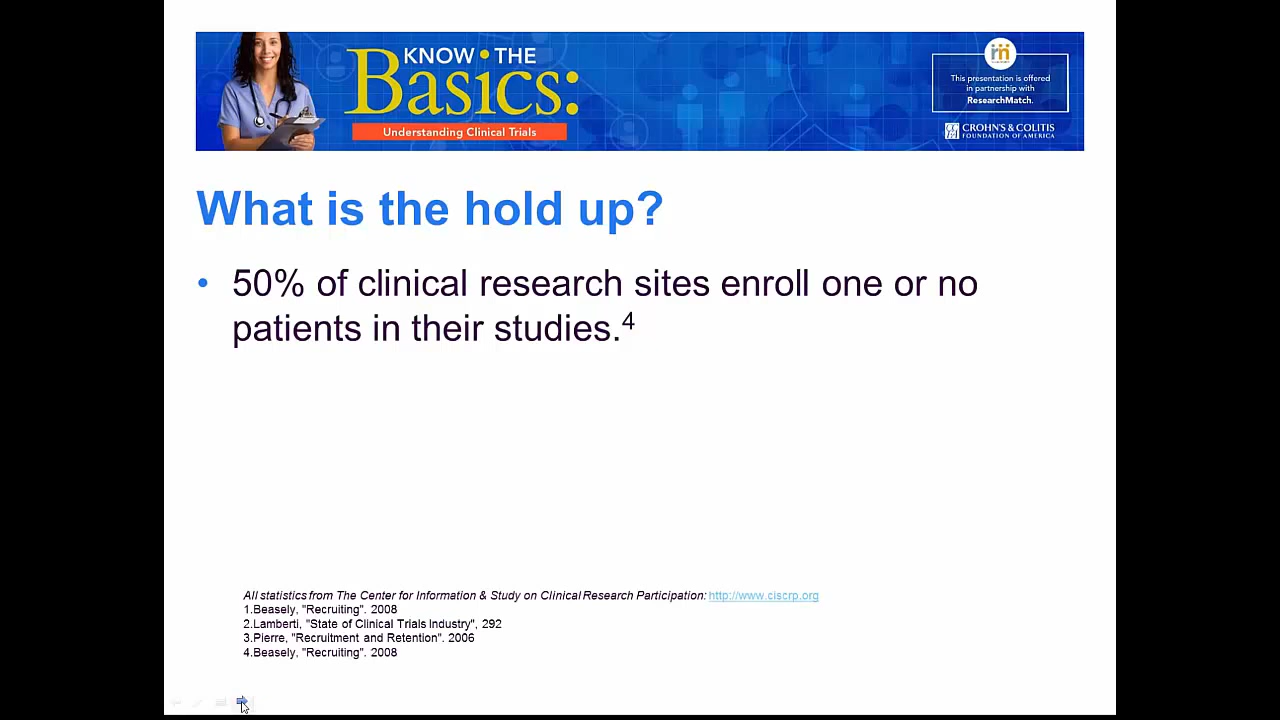 KNOW THE
Basics:
Understanding Clinical Trials
This presentation is offered
in partnership with
ResearchMatch.
CROHN'S & COLITIS
FOUNDATION OF AMERICA
What is the hold up?
• 50% of clinical research sites enroll one or no
patients in their studies.4
All statistics from The Center for Information & Study on Clinical Research Participation: http://www.ciscrp.org
1.Beasely, "Recruiting". 2008
2.Lamberti, "State of Clinical Trials Industry", 292
3.Pierre, "Recruitment and Retention". 2006
4.Beasely, "Recruiting". 2008